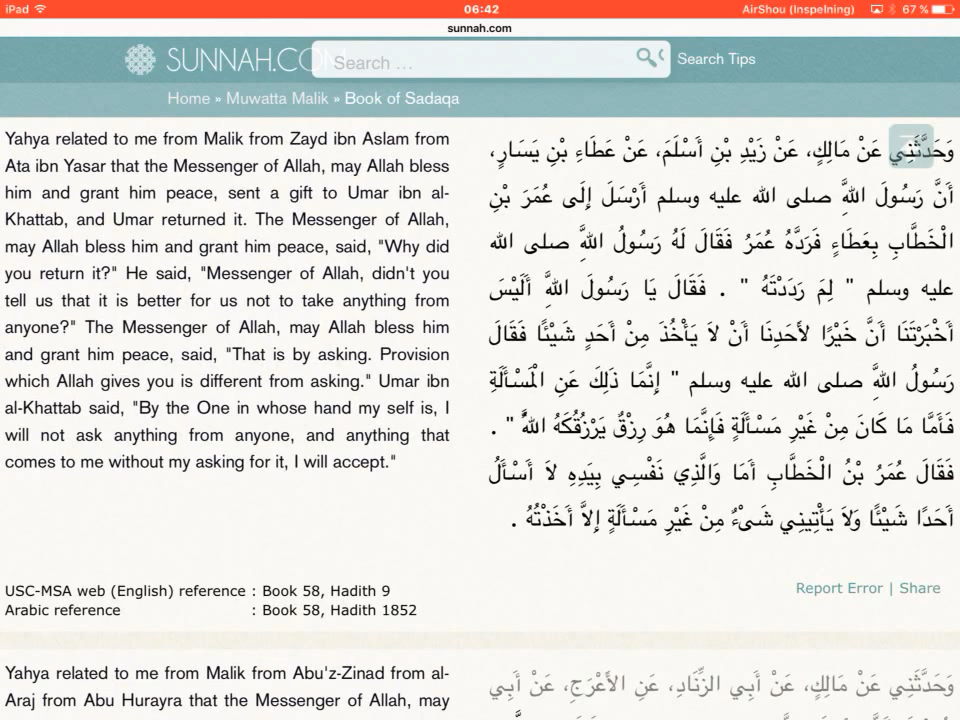 iPad 06:42 AirShou (Inspelning) 67 %
sunnah.com
SUNNAH.COM Search ... Search Tips
Home » Muwatta Malik » Book of Sadaqa
Yahya related to me from Malik from Zayd ibn Aslam from
Ata ibn Yasar that the Messenger of Allah, may Allah bless
him and grant him peace, sent a gift to Umar ibn al-
Khattab, and Umar returned it. The Messenger of Allah,
may Allah bless him and grant him peace, said, "Why did
you return it?" He said, "Messenger of Allah, didn't you
tell us that it is better for us not to take anything from
anyone?" The Messenger of Allah, may Allah bless him
and grant him peace, said, "That is by asking. Provision
which Allah gives you is different from asking." Umar ibn
al-Khattab said, "By the One in whose hand my self is, I
will not ask anything from anyone, and anything that
comes to me without my asking for it, I will accept."
وَحَدَّثَنِي عَنْ مَالِكٍ، عَنْ زَيْدِ بْنِ أَسْلَمَ، عَنْ عَطَاءِ بْنِ يَسَارٍ،
أَنَّ رَسُولَ اللَّهِ صلى الله عليه وسلم أَرْسَلَ إِلَى عُمَرَ بْنِ
الْخَطَّابِ بِعَطَاءٍ فَرَدَّهُ عُمَرُ فَقَالَ لَهُ رَسُولُ اللَّهِ صلى الله
عليه وسلم " لِمَ رَدَدْتَهُ " . فَقَالَ يَا رَسُولَ اللَّهِ أَلَيْسَ
أَخْبَرْتَنَا أَنَّ خَيْرًا لأَحَدِنَا أَنْ لاَ يَأْخُذَ مِنْ أَحَدٍ شَيْئًا فَقَالَ
رَسُولُ اللَّهِ صلى الله عليه وسلم " إِنَّمَا ذَلِكَ عَنِ الْمَسْأَلَةِ
فَأَمَّا مَا كَانَ مِنْ غَيْرِ مَسْأَلَةٍ فَإِنَّمَا هُوَ رِزْقٌ يَرْزُقُكَهُ اللَّهُ " .
فَقَالَ عُمَرُ بْنُ الْخَطَّابِ أَمَا وَالَّذِي نَفْسِي بِيَدِهِ لاَ أَسْأَلُ
أَحَدًا شَيْئًا وَلاَ يَأْتِينِي شَىْءٌ مِنْ غَيْرِ مَسْأَلَةٍ إِلاَّ أَخَذْتُهُ .
USC-MSA web (English) reference : Book 58, Hadith 9
Arabic reference : Book 58, Hadith 1852
Report Error | Share
Yahya related to me from Malik from Abu'z-Zinad from al-
Araj from Abu Hurayra that the Messenger of Allah, may
وَحَدَّثَنِي عَنْ مَالِكٍ، عَنْ أَبِي الزِّنَادِ، عَنِ الأَعْرَجِ، عَنْ أَبِي